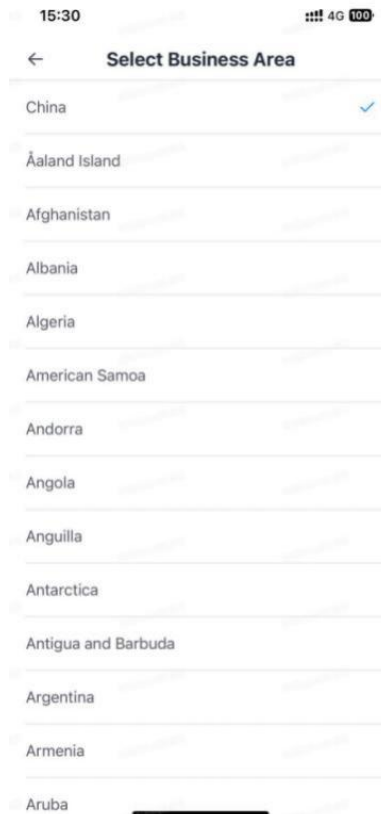 15:30 4G 100
Select Business Area
China
Åaland Island
Afghanistan
Albania
Algeria
American Samoa
Andorra
Angola
Anguilla
Antarctica
Antigua and Barbuda
Argentina
Armenia
Aruba